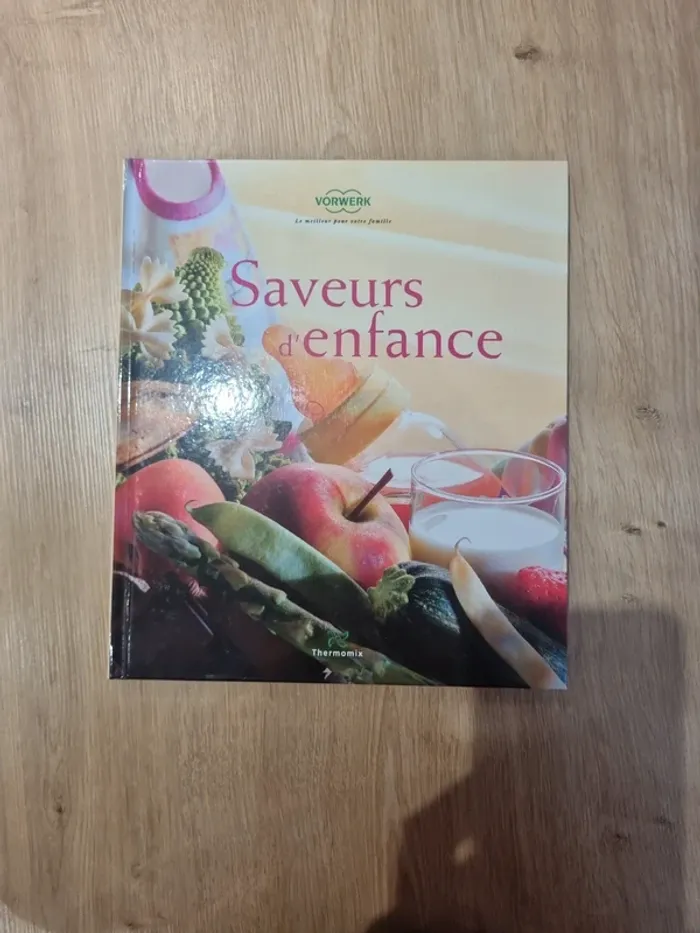 VORWERK
Le meilleur pour votre famille
Saveurs
d'enfance
Thermomix